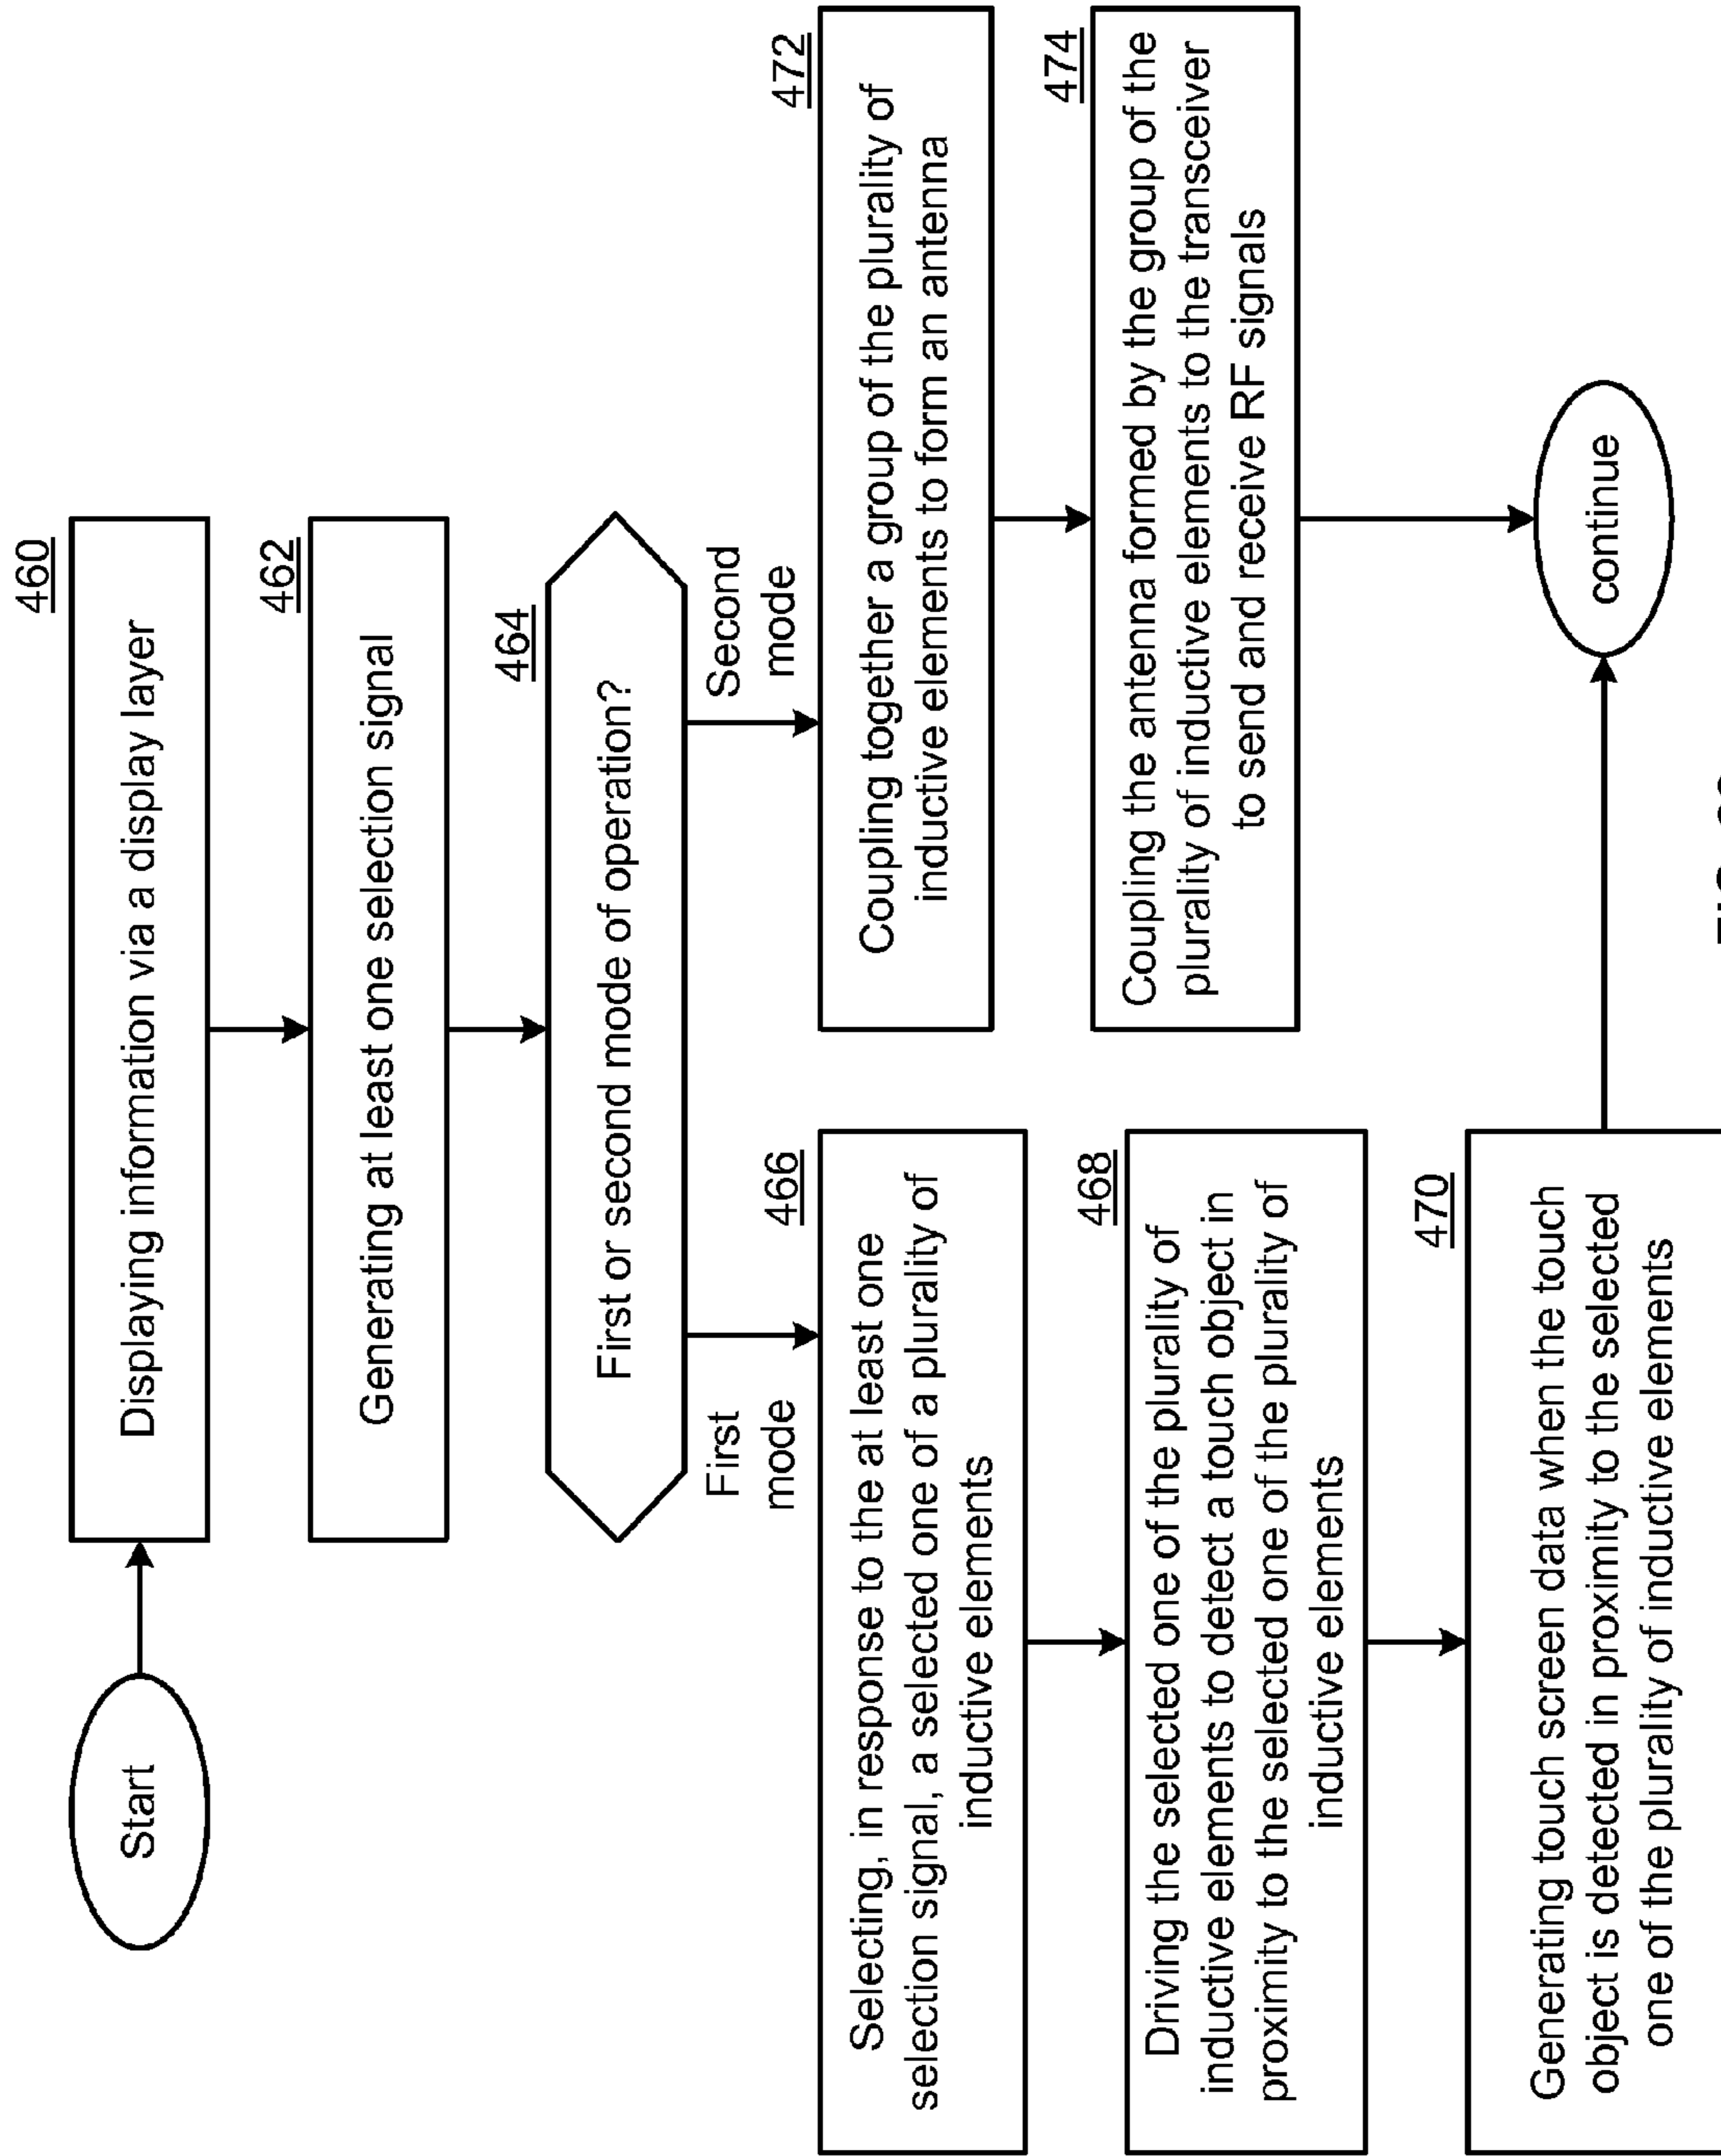 Start
460
Displaying information via a display layer
462
Generating at least one selection signal
464
First or second mode of operation?
First
mode
Second
mode
466
Selecting, in response to the at least one
selection signal, a selected one of a plurality of
inductive elements
468
Driving the selected one of the plurality of
inductive elements to detect a touch object in
proximity to the selected one of the plurality of
inductive elements
470
Generating touch screen data when the touch
object is detected in proximity to the selected
one of the plurality of inductive elements
472
Coupling together a group of the plurality of
inductive elements to form an antenna
474
Coupling the antenna formed by the group of the
plurality of inductive elements to the transceiver
to send and receive RF signals
continue